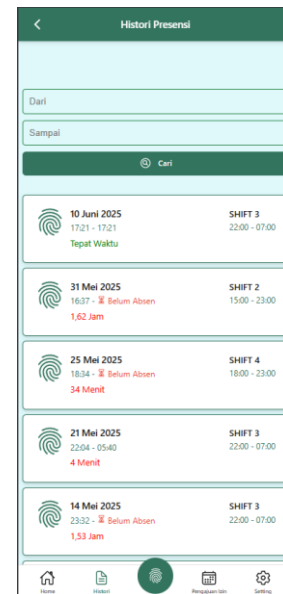 Histori Presensi
Dari
Sampai
Cari
10 Juni 2025 SHIFT 3
17:21 - 17:21 22:00 - 07:00
Tepat Waktu
31 Mei 2025 SHIFT 2
16:37 - Belum Absen 15:00 - 23:00
1,62 Jam
25 Mei 2025 SHIFT 4
18:34 - Belum Absen 18:00 - 23:00
34 Menit
21 Mei 2025 SHIFT 3
22:04 - 05:40 22:00 - 07:00
4 Menit
14 Mei 2025 SHIFT 3
23:32 - Belum Absen 22:00 - 07:00
1,53 Jam
Home Histori Pengajuan Izin Setting